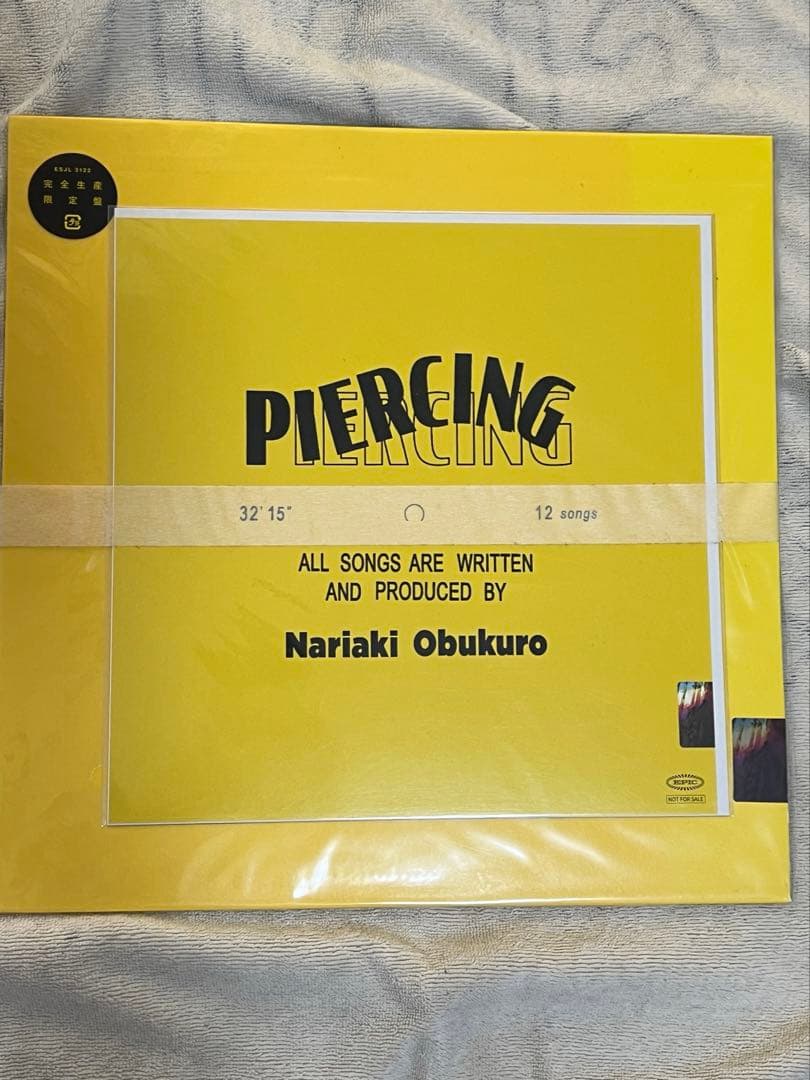 ESJL 3122
完全生産
限定盤
PIERCING
PIERCING
32'15"
12 songs
ALL SONGS ARE WRITTEN
AND PRODUCED BY
Nariaki Obukuro
EPIC
NOT FOR SALE